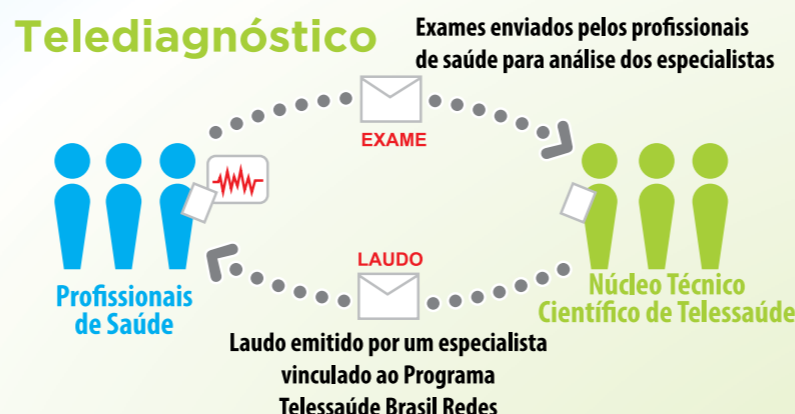 Telediagnóstico
Exames enviados pelos profissionais
de saúde para análise dos especialistas
EXAME
LAUDO
Profissionais
de Saúde
Núcleo Técnico
Científico de Telessaúde
Laudo emitido por um especialista
vinculado ao Programa
Telessaúde Brasil Redes